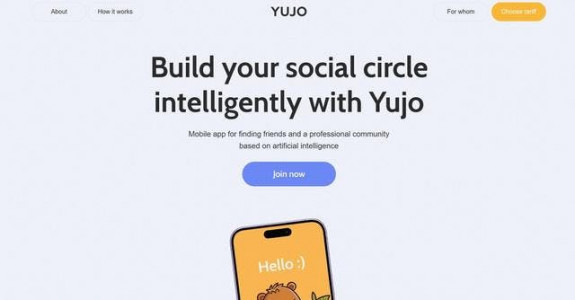 About
How it works
YUJO
For whom
Choose tariff
Build your social circle
intelligently with Yujo
Mobile app for finding friends and a professional community
based on artificial intelligence
Join now
Hello :)